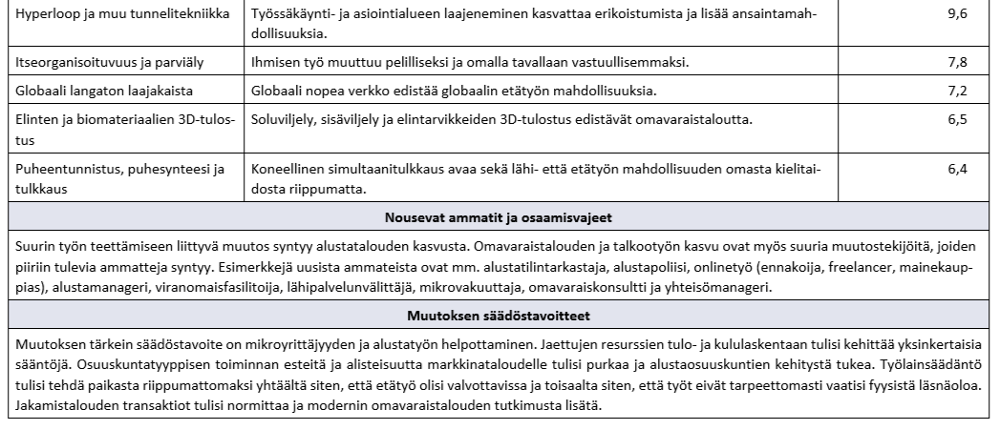 Hyperloop ja muu tunnelitekniikka Työssäkäynti- ja asiointialueen laajeneminen kasvattaa erikoistumista ja lisää ansaintamah- 9,6
dollisuuksia.
Itseorganisoituvuus ja parviäly Ihmisen työ muuttuu pelilliseksi ja omalla tavallaan vastuullisemmaksi. 7,8
Globaali langaton laajakaista Globaali nopea verkko edistää globaalin etätyön mahdollisuuksia. 7,2
Elinten ja biomateriaalien 3D-tulos- Soluviljely, sisäviljely ja elintarvikkeiden 3D-tulostus edistävät omavaraistaloutta. 6,5
tus
Puheentunnistus, puhesynteesi ja Koneellinen simultaanitulkkaus avaa sekä lähi- että etätyön mahdollisuuden omasta kielitai- 6,4
tulkkaus dosta riippumatta.
Nousevat ammatit ja osaamisvajeet
Suurin työn teettämiseen liittyvä muutos syntyy alustatalouden kasvusta. Omavaraistalouden ja talkootyön kasvu ovat myös suuria muutostekijöitä, joiden
piiriin tulevia ammatteja syntyy. Esimerkkejä uusista ammateista ovat mm. alustatilintarkastaja, alustapoliisi, onlinetyö (ennakoija, freelancer, mainekaup-
pias), alustamanageri, viranomaisfasilitoija, lähipalvelunvälittäjä, mikrovakuuttaja, omavaraiskonsultti ja yhteisömanageri.
Muutoksen säädöstavoitteet
Muutoksen tärkein säädöstavoite on mikroyrittäjyyden ja alustatyön helpottaminen. Jaettujen resurssien tulo- ja kululaskentaan tulisi kehittää yksinkertaisia
sääntöjä. Osuuskuntatyyppisen toiminnan esteitä ja alisteisuutta markkinataloudelle tulisi purkaa ja alustaosuuskuntien kehitystä tukea. Työlainsäädäntö
tulisi tehdä paikasta riippumattomaksi yhtäältä siten, että etätyö olisi valvottavissa ja toisaalta siten, että työt eivät tarpeettomasti vaatisi fyysistä läsnäoloa.
Jakamistalouden transaktiot tulisi normittaa ja modernin omavaraistalouden tutkimusta lisätä.